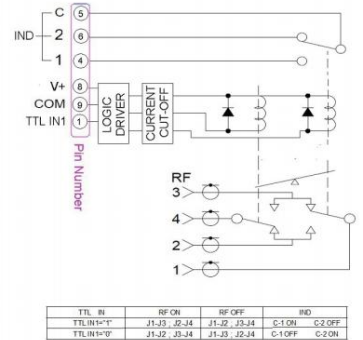 C 5
IND 2 6
1 4
V+ 8
COM 9
TTL IN1 1
LOGIC DRIVER
CURRENT CUT-OFF
Pin Number
RF
3
4
2
1
TTL IN RF ON RF OFF IND
TTL IN1="1" J1-J3 ; J2-J4 J1-J2 ; J3-J4 C-1 ON C-2 OFF
TTL IN1="0" J1-J2 ; J3-J4 J1-J3 ; J2-J4 C-1 OFF C-2 ON